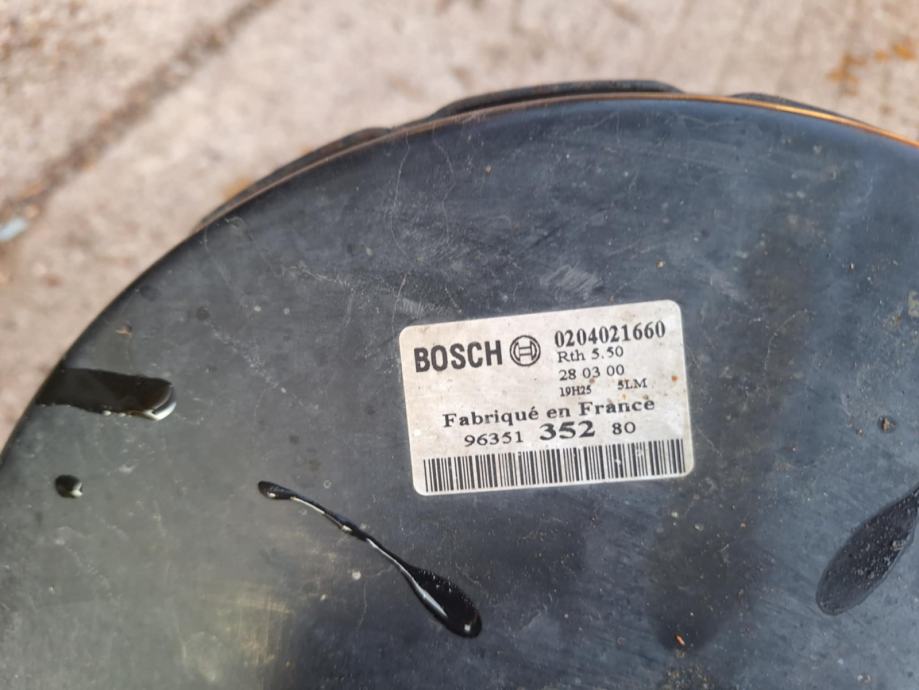 BOSCH 0204021660
Rth 5.50
28 03 00
19H25 5LM
Fabriqué en France
96351 352 80